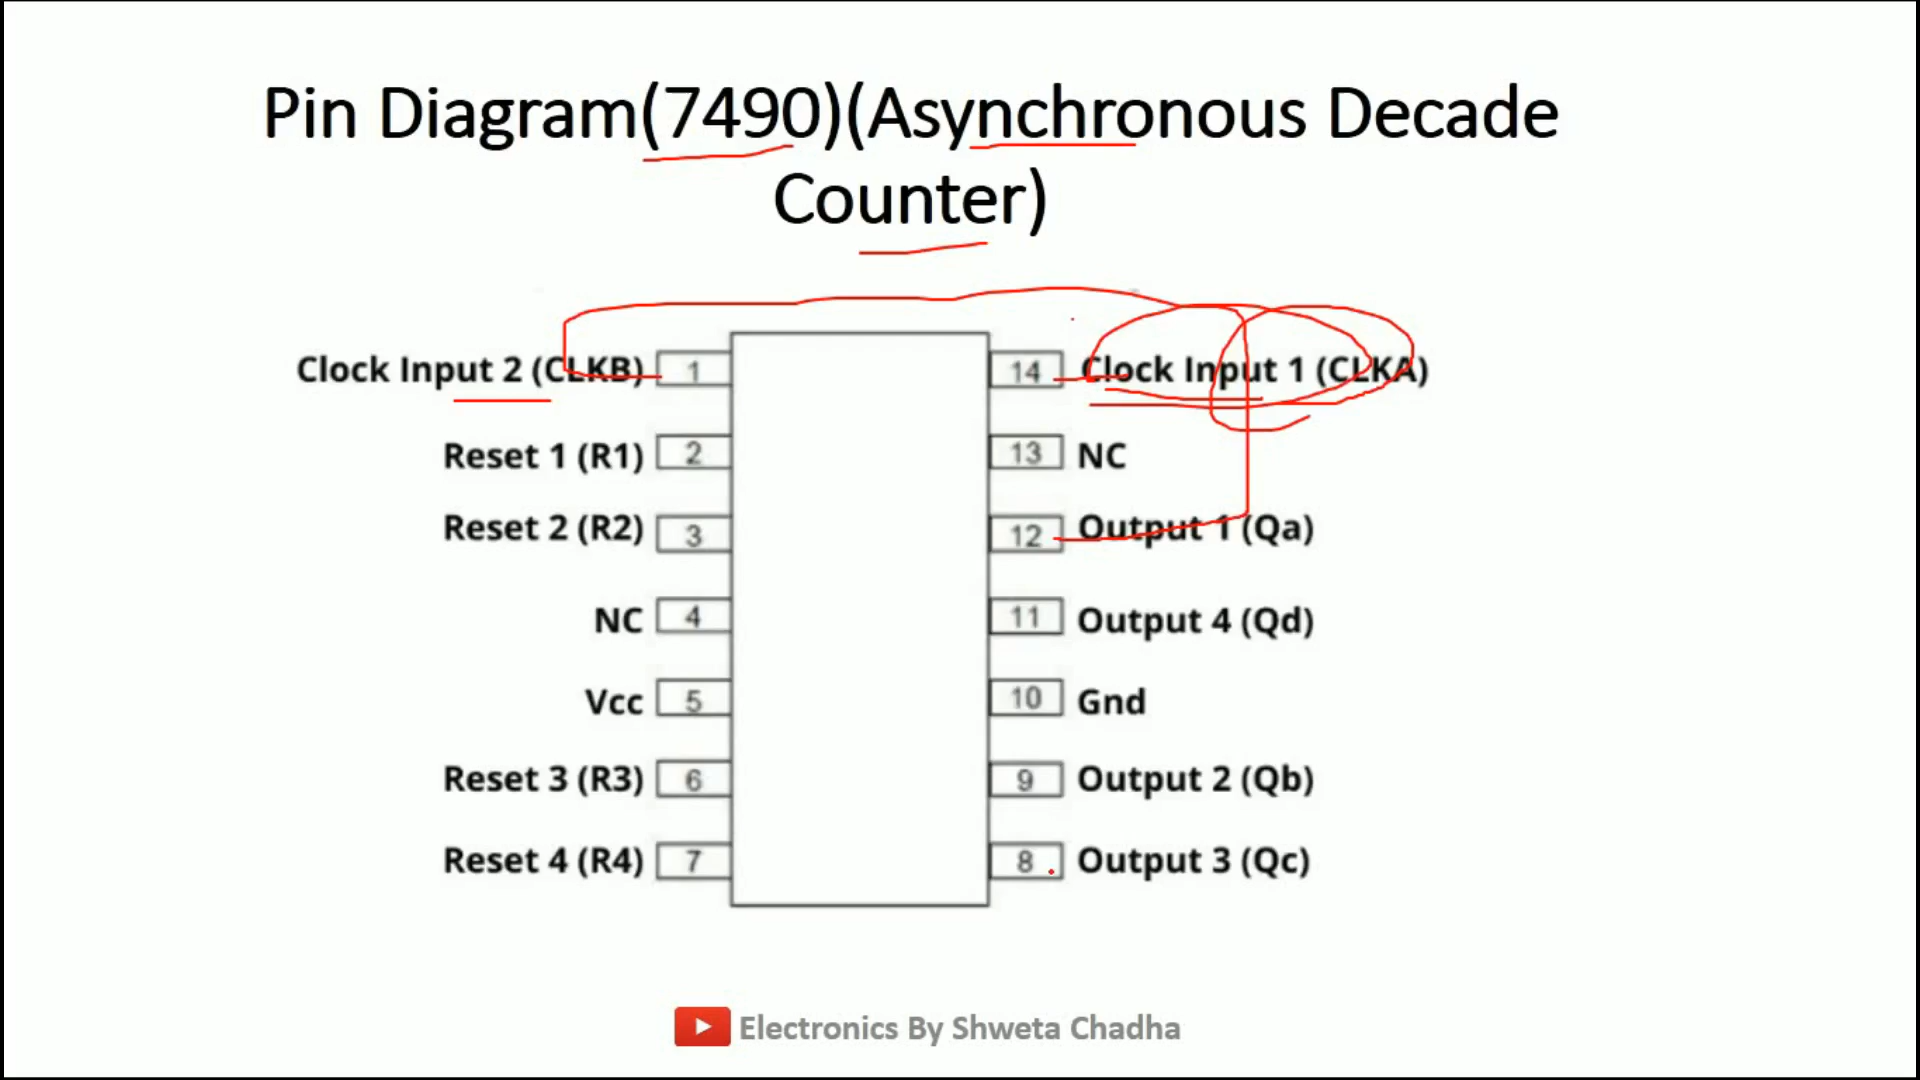 Pin Diagram(7490)(Asynchronous Decade
Counter)
Clock Input 2 (CLKB) 1 14 Clock Input 1 (CLKA)
Reset 1 (R1) 2 13 NC
Reset 2 (R2) 3 12 Output 1 (Qa)
NC 4 11 Output 4 (Qd)
Vcc 5 10 Gnd
Reset 3 (R3) 6 9 Output 2 (Qb)
Reset 4 (R4) 7 8 Output 3 (Qc)
Electronics By Shweta Chadha